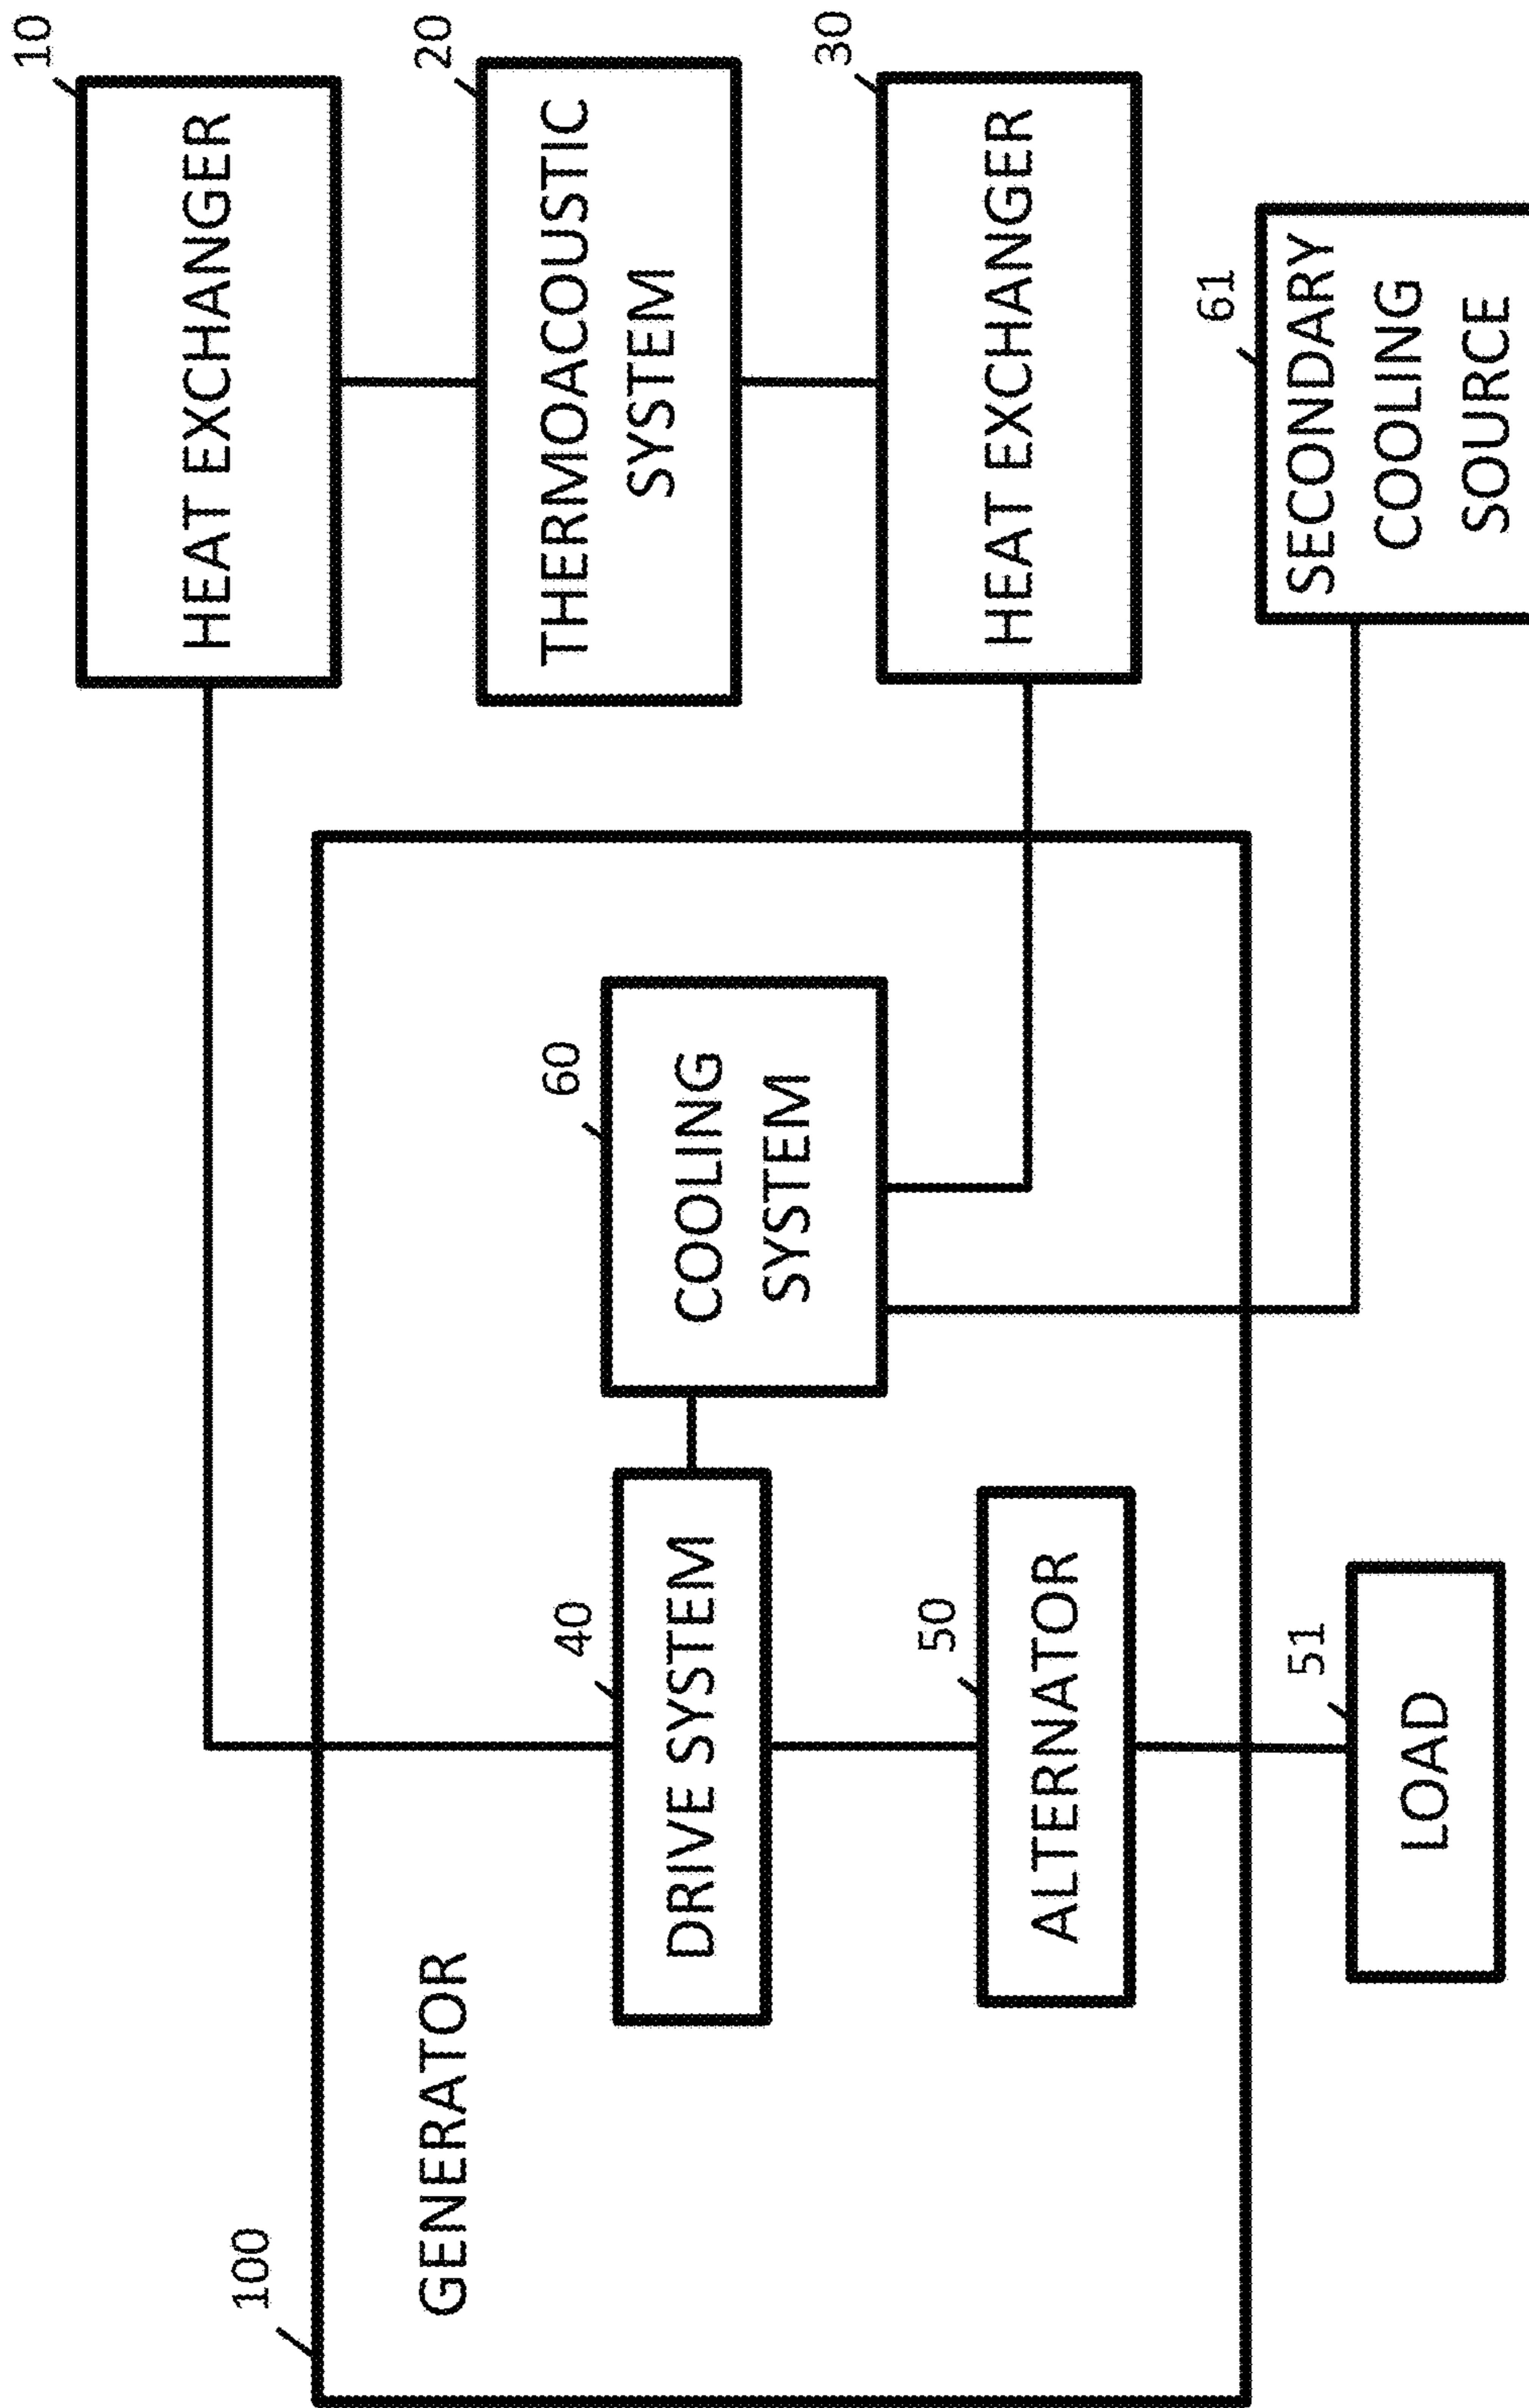 100
GENERATOR
40
DRIVE SYSTEM
50
ALTERNATOR
51
LOAD
60
COOLING
SYSTEM
10
HEAT EXCHANGER
20
THERMOACOUSTIC
SYSTEM
30
HEAT EXCHANGER
61
SECONDARY
COOLING
SOURCE